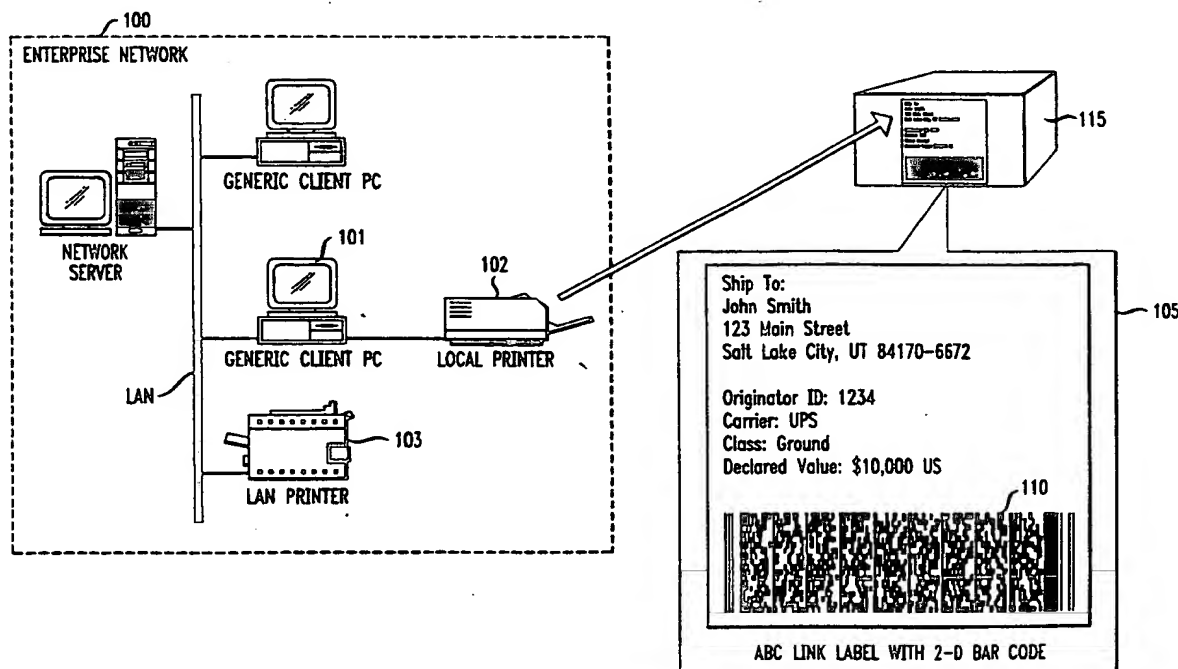 100
ENTERPRISE NETWORK
GENERIC CLIENT PC
NETWORK
SERVER
101
GENERIC CLIENT PC
102
LOCAL PRINTER
LAN
103
LAN PRINTER
115
Ship To:
John Smith
123 Main Street
Salt Lake City, UT 84170-6672
Originator ID: 1234
Carrier: UPS
Class: Ground
Declared Value: $10,000 US
110
105
ABC LINK LABEL WITH 2-D BAR CODE